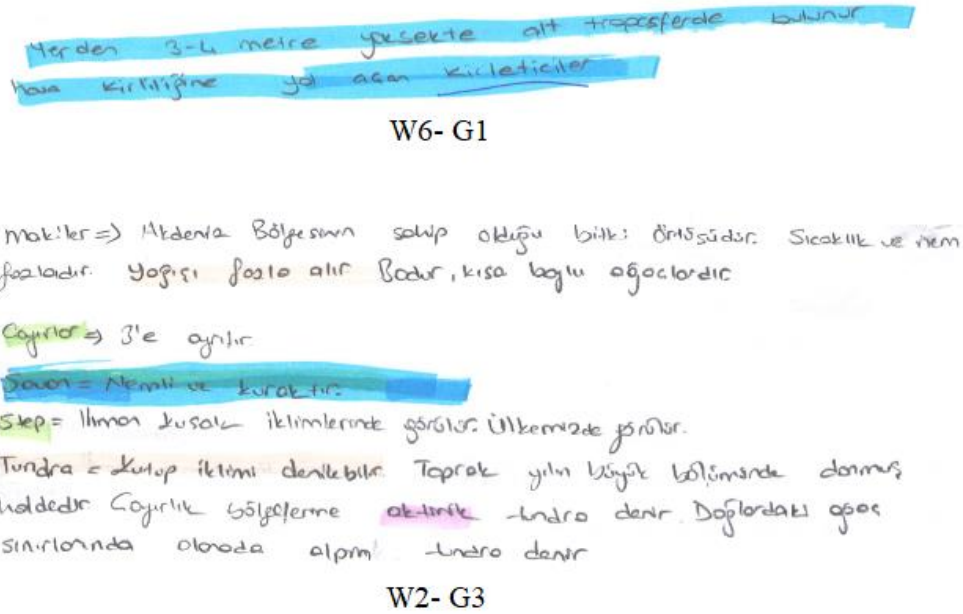 Yerden 3-4 metre yüksekte alt troposferde bulunur
hava kirliliğine yol açan kirleticiler
W6- G1
Makiler => Akdeniz Bölgesinin sahip olduğu bitki örtüsüdür. Sıcaklık ve nem
fazladır. Yağışı fazla alır Bodur, kısa boylu ağaçlardır
Çayırlar => 3'e ayrılır.
Savan = Nemli ve kuraktır.
Step = Ilıman kuşak iklimlerinde görülür. Ülkemizde görülür.
Tundra = Kutup iklimi denilebilir. Toprak yılın büyük bölümünde donmuş
haldedir Çayırlık bölgelerine tundra denir. Dağlardaki ağaç
sınırlarında olanada alpin tundra denir
W2- G3